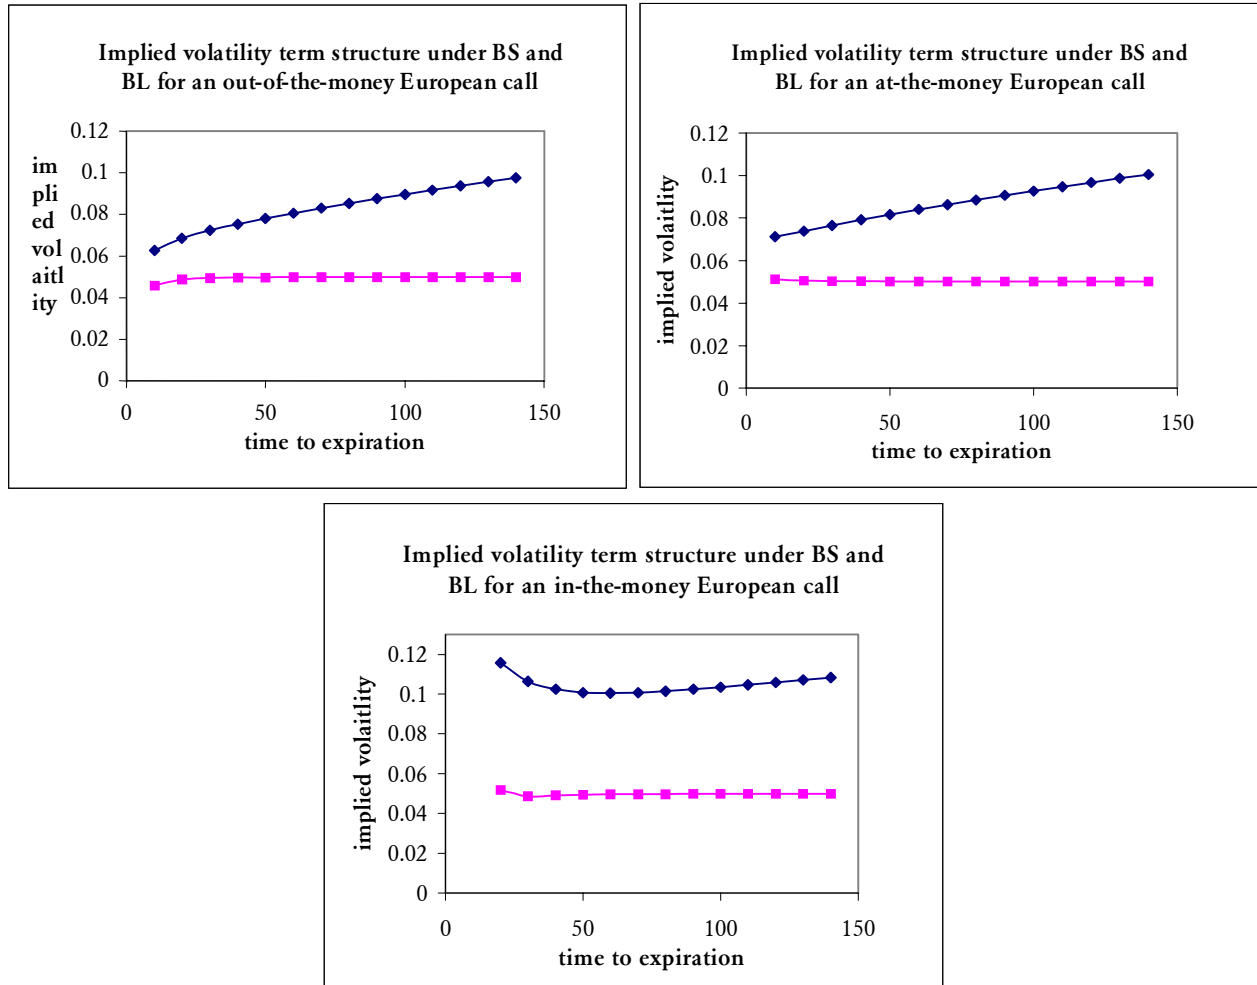 Implied volatility term structure under BS and
BL for an out-of-the-money European call
0.12
0.1
0.08
0.06
0.04
0.02
0
im
pli
ed
vol
aitl
ity
0
50
100
150
time to expiration
Implied volatility term structure under BS and
BL for an at-the-money European call
0.12
0.1
0.08
0.06
0.04
0.02
0
implied volaitlity
0
50
100
150
time to expiration
Implied volatility term structure under BS and
BL for an in-the-money European call
0.12
0.1
0.08
0.06
0.04
0.02
0
implied volaitlity
0
50
100
150
time to expiration